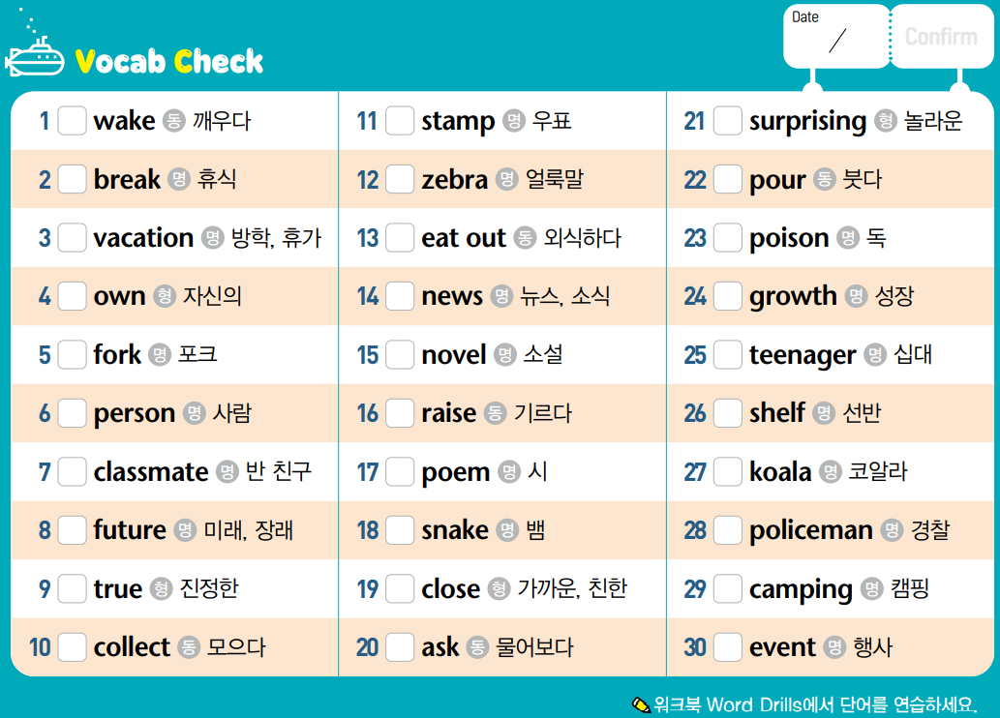 Vocab Check
Date
/
Confirm
1 wake 동 깨우다
2 break 명 휴식
3 vacation 명 방학, 휴가
4 own 형 자신의
5 fork 명 포크
6 person 명 사람
7 classmate 명 반 친구
8 future 명 미래, 장래
9 true 형 진정한
10 collect 동 모으다
11 stamp 명 우표
12 zebra 명 얼룩말
13 eat out 동 외식하다
14 news 명 뉴스, 소식
15 novel 명 소설
16 raise 동 기르다
17 poem 명 시
18 snake 명 뱀
19 close 형 가까운, 친한
20 ask 동 물어보다
21 surprising 형 놀라운
22 pour 동 붓다
23 poison 명 독
24 growth 명 성장
25 teenager 명 십대
26 shelf 명 선반
27 koala 명 코알라
28 policeman 명 경찰
29 camping 명 캠핑
30 event 명 행사
워크북 Word Drills에서 단어를 연습하세요.